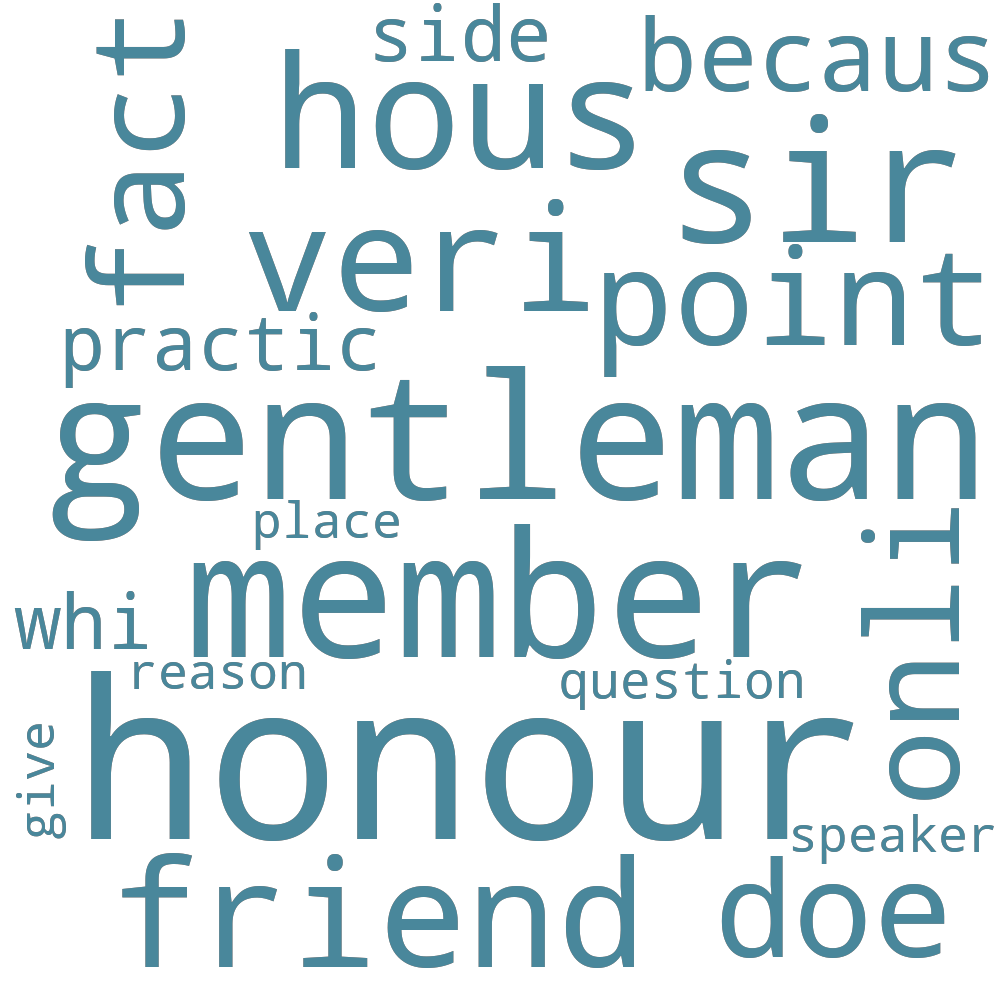 side
becaus
fact
hous
sir
veri
point
practic
gentleman
place
onli
member
whi
reason
question
honour
give
speaker
friend
doe